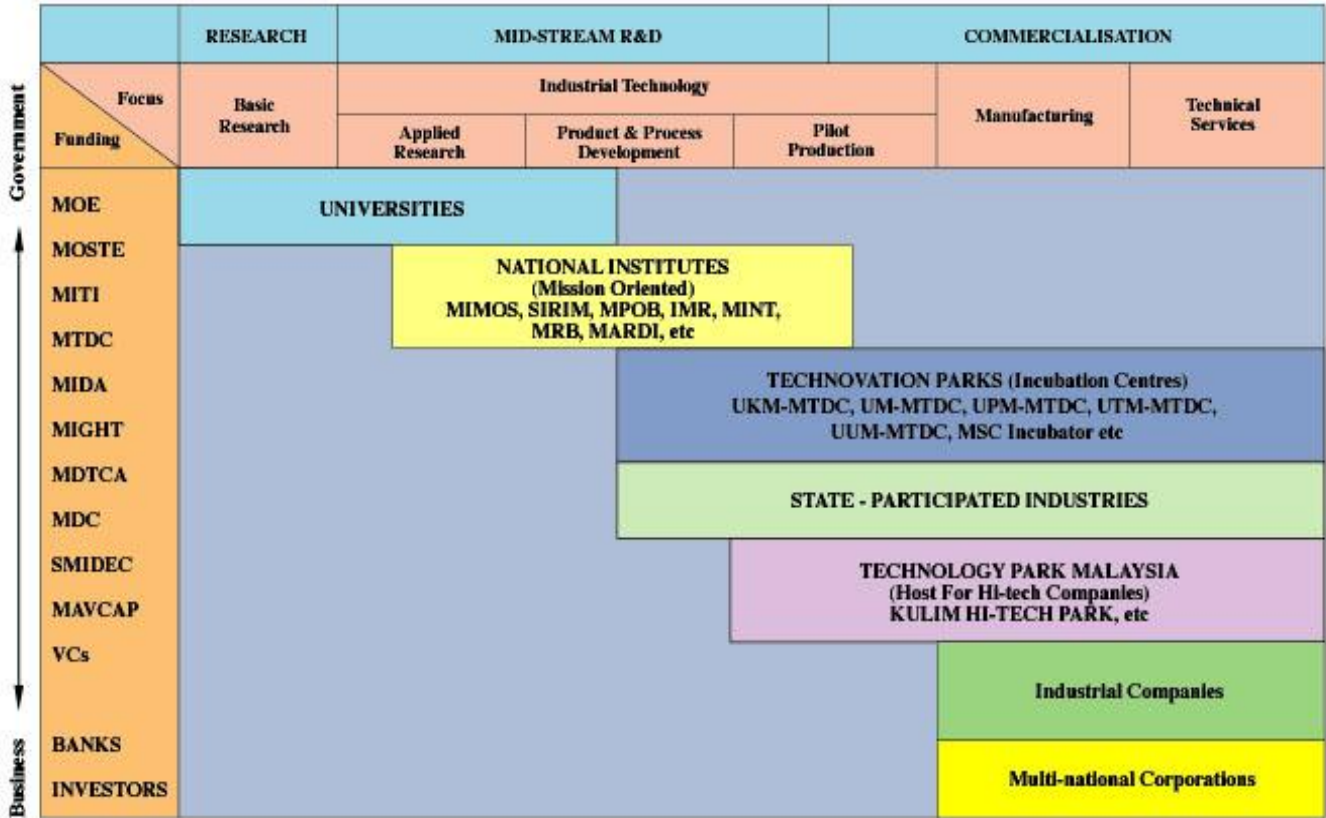 RESEARCH
MID-STREAM R&D
COMMERCIALISATION
Focus
Funding
Basic
Research
Industrial Technology
Applied
Research
Product & Process
Development
Pilot
Production
Manufacturing
Technical
Services
Government
Business
MOE
MOSTE
MITI
MTDC
MIDA
MIGHT
MDTCA
MDC
SMIDEC
MAVCAP
VCs
BANKS
INVESTORS
UNIVERSITIES
NATIONAL INSTITUTES
(Mission Oriented)
MIMOS, SIRIM, MPOB, IMR, MINT,
MRB, MARDI, etc
TECHNOVATION PARKS (Incubation Centres)
UKM-MTDC, UM-MTDC, UPM-MTDC, UTM-MTDC,
UUM-MTDC, MSC Incubator etc
STATE - PARTICIPATED INDUSTRIES
TECHNOLOGY PARK MALAYSIA
(Host For Hi-tech Companies)
KULIM HI-TECH PARK, etc
Industrial Companies
Multi-national Corporations